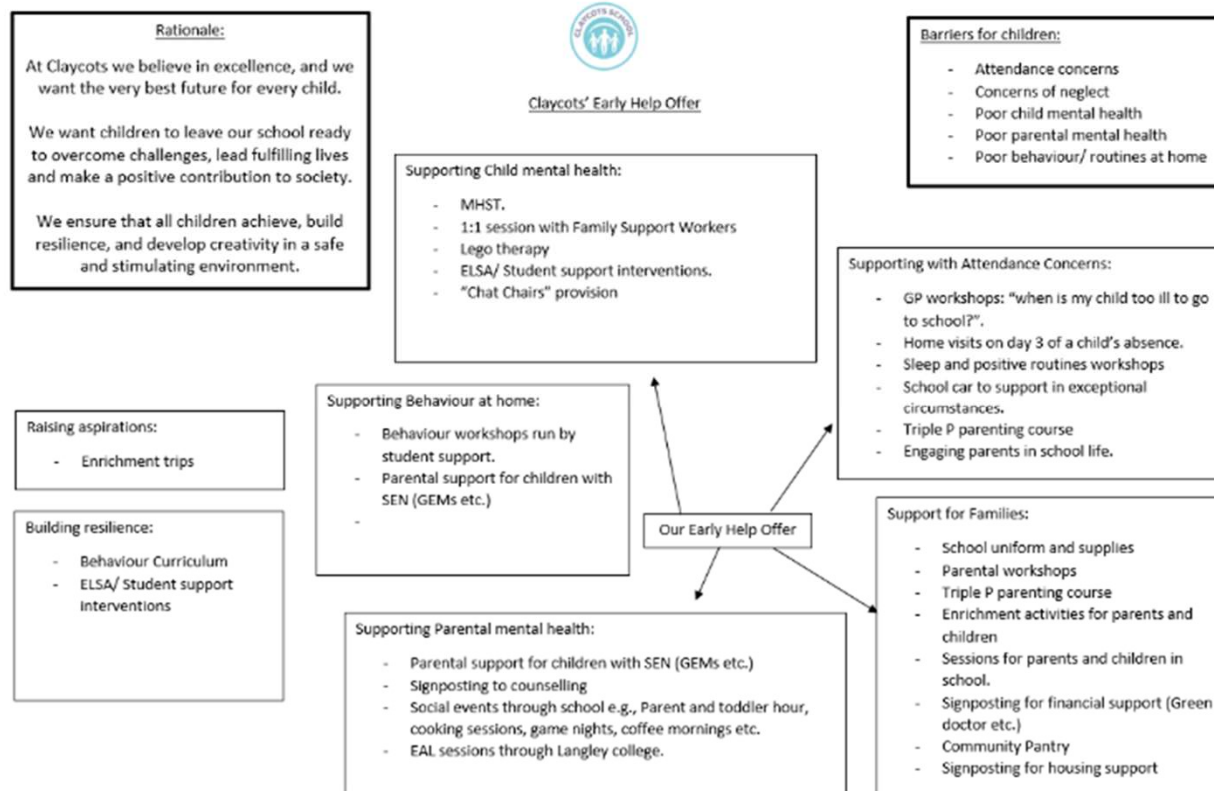 Rationale:
At Claycots we believe in excellence, and we
want the very best future for every child.
We want children to leave our school ready
to overcome challenges, lead fulfilling lives
and make a positive contribution to society.
We ensure that all children achieve, build
resilience, and develop creativity in a safe
and stimulating environment.
CLAYCOTS SCHOOL
Claycots' Early Help Offer
Barriers for children:
- Attendance concerns
- Concerns of neglect
- Poor child mental health
- Poor parental mental health
- Poor behaviour/ routines at home
Supporting Child mental health:
- MHST.
- 1:1 session with Family Support Workers
- Lego therapy
- ELSA/ Student support interventions.
- "Chat Chairs" provision
Supporting with Attendance Concerns:
- GP workshops: "when is my child too ill to go
to school?".
- Home visits on day 3 of a child's absence.
- Sleep and positive routines workshops
- School car to support in exceptional
circumstances.
- Triple P parenting course
- Engaging parents in school life.
Supporting Behaviour at home:
- Behaviour workshops run by
student support.
- Parental support for children with
SEN (GEMs etc.)
-
Raising aspirations:
- Enrichment trips
Building resilience:
- Behaviour Curriculum
- ELSA/ Student support
interventions
Our Early Help Offer
Support for Families:
- School uniform and supplies
- Parental workshops
- Triple P parenting course
- Enrichment activities for parents and
children
- Sessions for parents and children in
school.
- Signposting for financial support (Green
doctor etc.)
- Community Pantry
- Signposting for housing support
Supporting Parental mental health:
- Parental support for children with SEN (GEMs etc.)
- Signposting to counselling
- Social events through school e.g., Parent and toddler hour,
cooking sessions, game nights, coffee mornings etc.
- EAL sessions through Langley college.